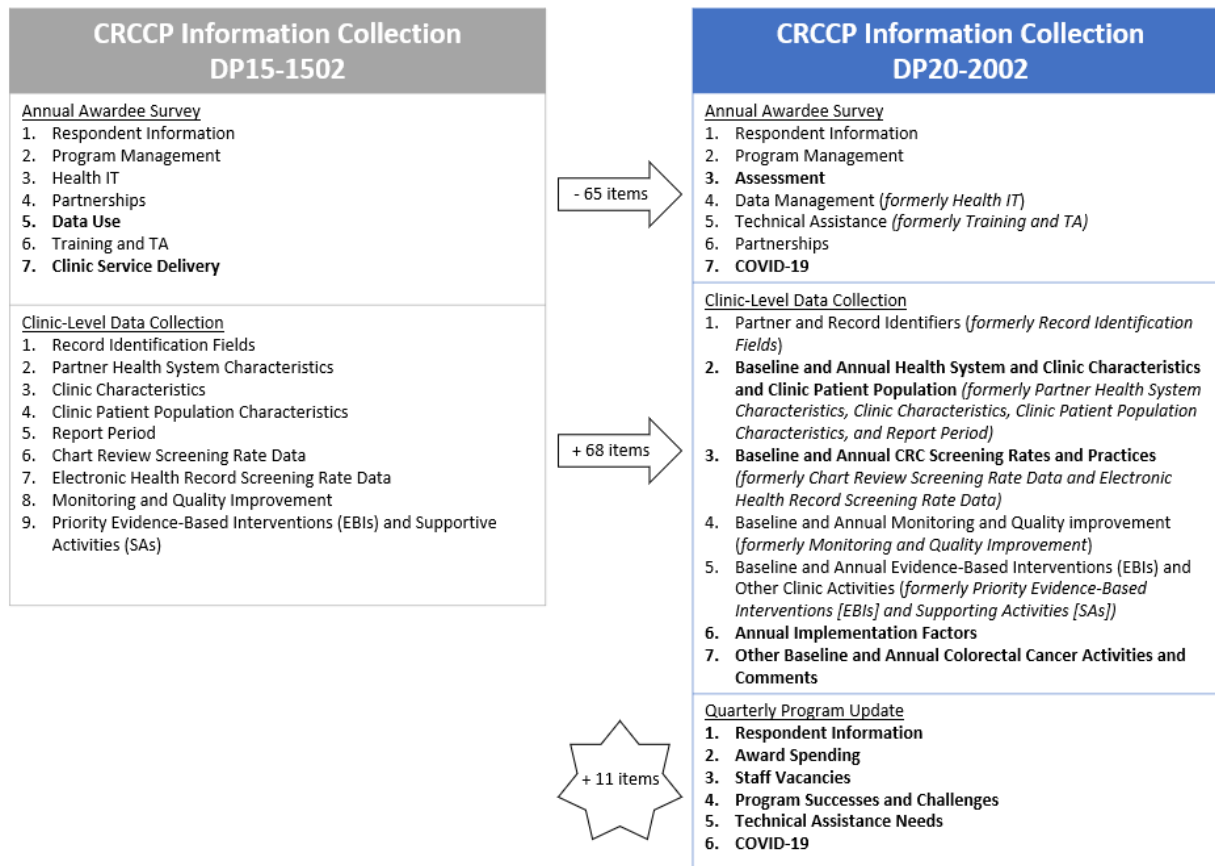 CRCCP Information Collection
DP15-1502
Annual Awardee Survey
1. Respondent Information
2. Program Management
3. Health IT
4. Partnerships
5. Data Use
6. Training and TA
7. Clinic Service Delivery
Clinic-Level Data Collection
1. Record Identification Fields
2. Partner Health System Characteristics
3. Clinic Characteristics
4. Clinic Patient Population Characteristics
5. Report Period
6. Chart Review Screening Rate Data
7. Electronic Health Record Screening Rate Data
8. Monitoring and Quality Improvement
9. Priority Evidence-Based Interventions (EBIs) and Supportive
Activities (SAs)
- 65 items
+ 68 items
+ 11 items
CRCCP Information Collection
DP20-2002
Annual Awardee Survey
1. Respondent Information
2. Program Management
3. Assessment
4. Data Management (formerly Health IT)
5. Technical Assistance (formerly Training and TA)
6. Partnerships
7. COVID-19
Clinic-Level Data Collection
1. Partner and Record Identifiers (formerly Record Identification
Fields)
2. Baseline and Annual Health System and Clinic Characteristics
and Clinic Patient Population (formerly Partner Health System
Characteristics, Clinic Characteristics, Clinic Patient Population
Characteristics, and Report Period)
3. Baseline and Annual CRC Screening Rates and Practices
(formerly Chart Review Screening Rate Data and Electronic
Health Record Screening Rate Data)
4. Baseline and Annual Monitoring and Quality improvement
(formerly Monitoring and Quality Improvement)
5. Baseline and Annual Evidence-Based Interventions (EBIs) and
Other Clinic Activities (formerly Priority Evidence-Based
Interventions [EBIs] and Supporting Activities [SAs])
6. Annual Implementation Factors
7. Other Baseline and Annual Colorectal Cancer Activities and
Comments
Quarterly Program Update
1. Respondent Information
2. Award Spending
3. Staff Vacancies
4. Program Successes and Challenges
5. Technical Assistance Needs
6. COVID-19